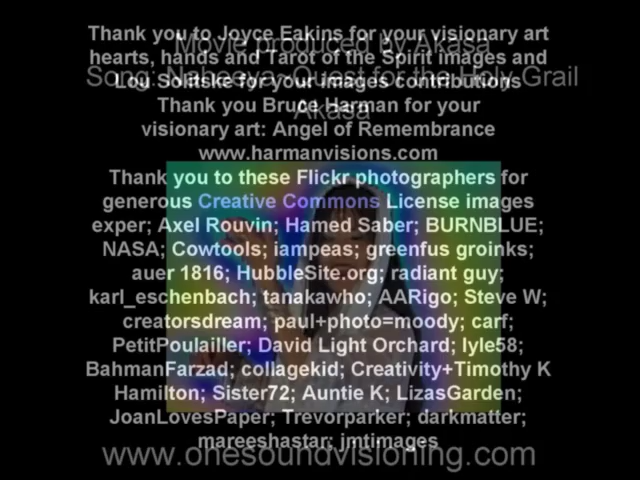 Thank you to Joyce Eakins for your visionary art
Movie produced by Akasa
hearts, hands and Tarot of the Spirit images and
Song: Quest for the Holy Grail
Lou Solitske for your images contributions
Thank you Bruce Harman for your
Akasa
visionary art: Angel of Remembrance
www.harmanvisions.com
Thank you to these Flickr photographers for
generous Creative Commons License images
exper; Axel Rouvin; Hamed Saber; BURNBLUE;
NASA; Cowtools; iampeas; greenfus groinks;
auer 1816; HubbleSite.org; radiant guy;
karl_eschenbach; tanakawho; AARigo; Steve W;
creatorsdream; paul+photo=moody; carf;
PetitPoulailler; David Light Orchard; lyle58;
BahmanFarzad; collagekid; Creativity+Timothy K
Hamilton; Sister72; Auntie K; LizasGarden;
JoanLovesPaper; Trevorparker; darkmatter;
mareeshastar; jmtimages
www.onesoundvisioning.com